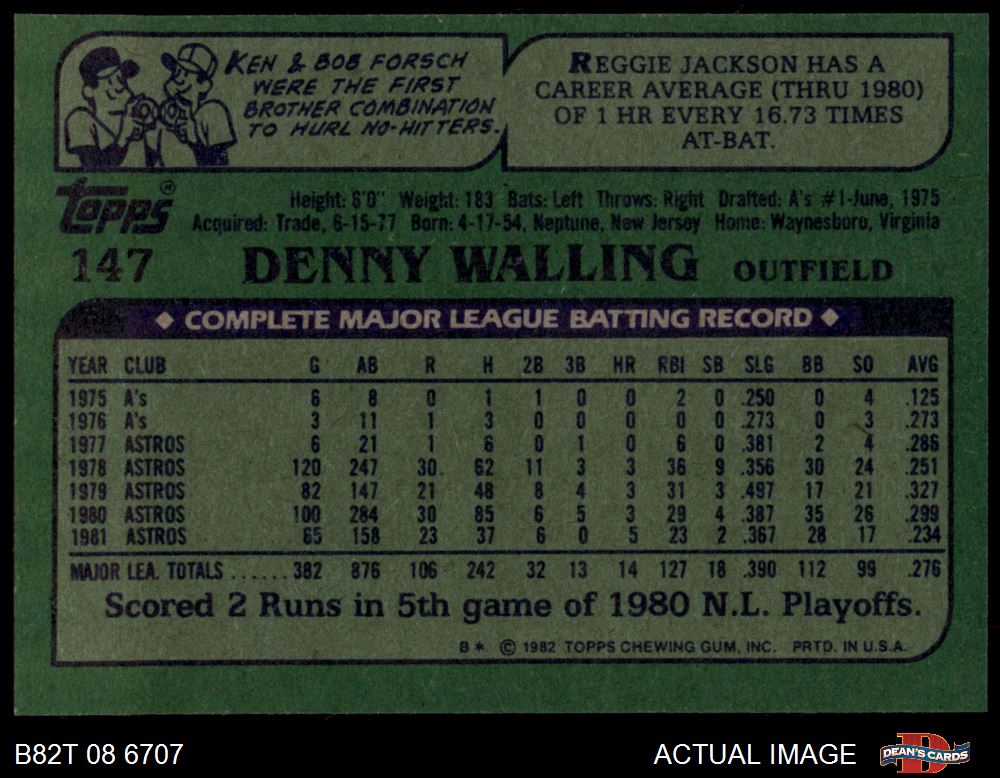 KEN & BOB FORSCH
WERE THE FIRST
BROTHER COMBINATION
TO HURL NO-HITTERS.
REGGIE JACKSON HAS A
CAREER AVERAGE (THRU 1980)
OF 1 HR EVERY 16.73 TIMES
AT-BAT.
topps®
Height: 6'0" Weight: 183 Bats: Left Throws: Right Drafted: A's #1-June, 1975
Acquired: Trade, 6-15-77 Born: 4-17-54, Neptune, New Jersey Home: Waynesboro, Virginia
147 DENNY WALLING OUTFIELD
◆ COMPLETE MAJOR LEAGUE BATTING RECORD ◆
YEAR CLUB G AB R H 2B 3B HR RBI SB SLG BB SO AVG
1975 A's 6 8 0 1 1 0 0 2 0 .250 0 4 .125
1976 A's 3 11 1 3 0 0 0 0 0 .273 0 3 .273
1977 ASTROS 6 21 1 6 0 1 0 6 0 .381 2 4 .286
1978 ASTROS 120 247 30 62 11 3 3 36 9 .356 30 24 .251
1979 ASTROS 82 147 21 48 8 4 3 31 3 .497 17 21 .327
1980 ASTROS 100 284 30 85 6 5 3 29 4 .387 35 26 .299
1981 ASTROS 65 158 23 37 6 0 5 23 2 .367 28 17 .234
MAJOR LEA. TOTALS ...... 382 876 106 242 32 13 14 127 18 .390 112 99 .276
Scored 2 Runs in 5th game of 1980 N.L. Playoffs.
B* © 1982 TOPPS CHEWING GUM, INC. PRTD. IN U.S.A.
B82T 08 6707
ACTUAL IMAGE
D
DEAN'S CARDS